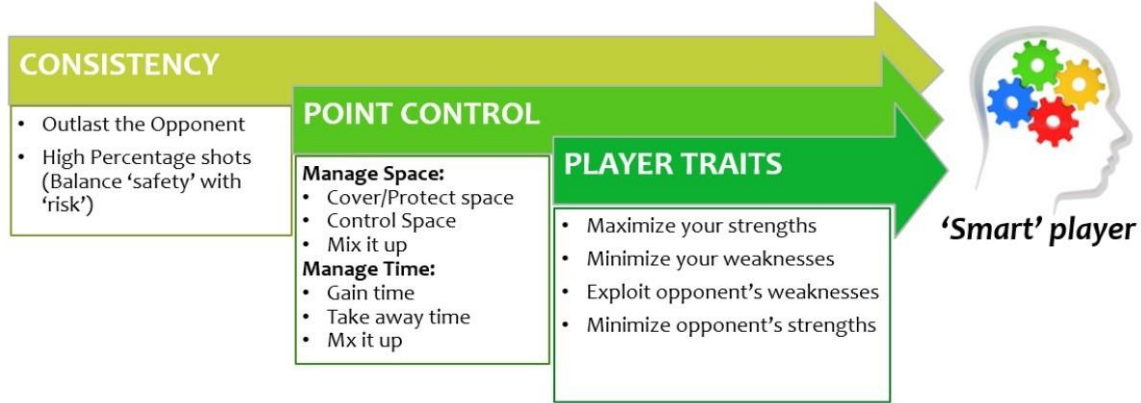 CONSISTENCY
• Outlast the Opponent
• High Percentage shots
(Balance ‘safety’ with
‘risk’)
POINT CONTROL
Manage Space:
• Cover/Protect space
• Control Space
• Mix it up
Manage Time:
• Gain time
• Take away time
• Mx it up
PLAYER TRAITS
• Maximize your strengths
• Minimize your weaknesses
• Exploit opponent’s weaknesses
• Minimize opponent’s strengths
‘Smart’ player